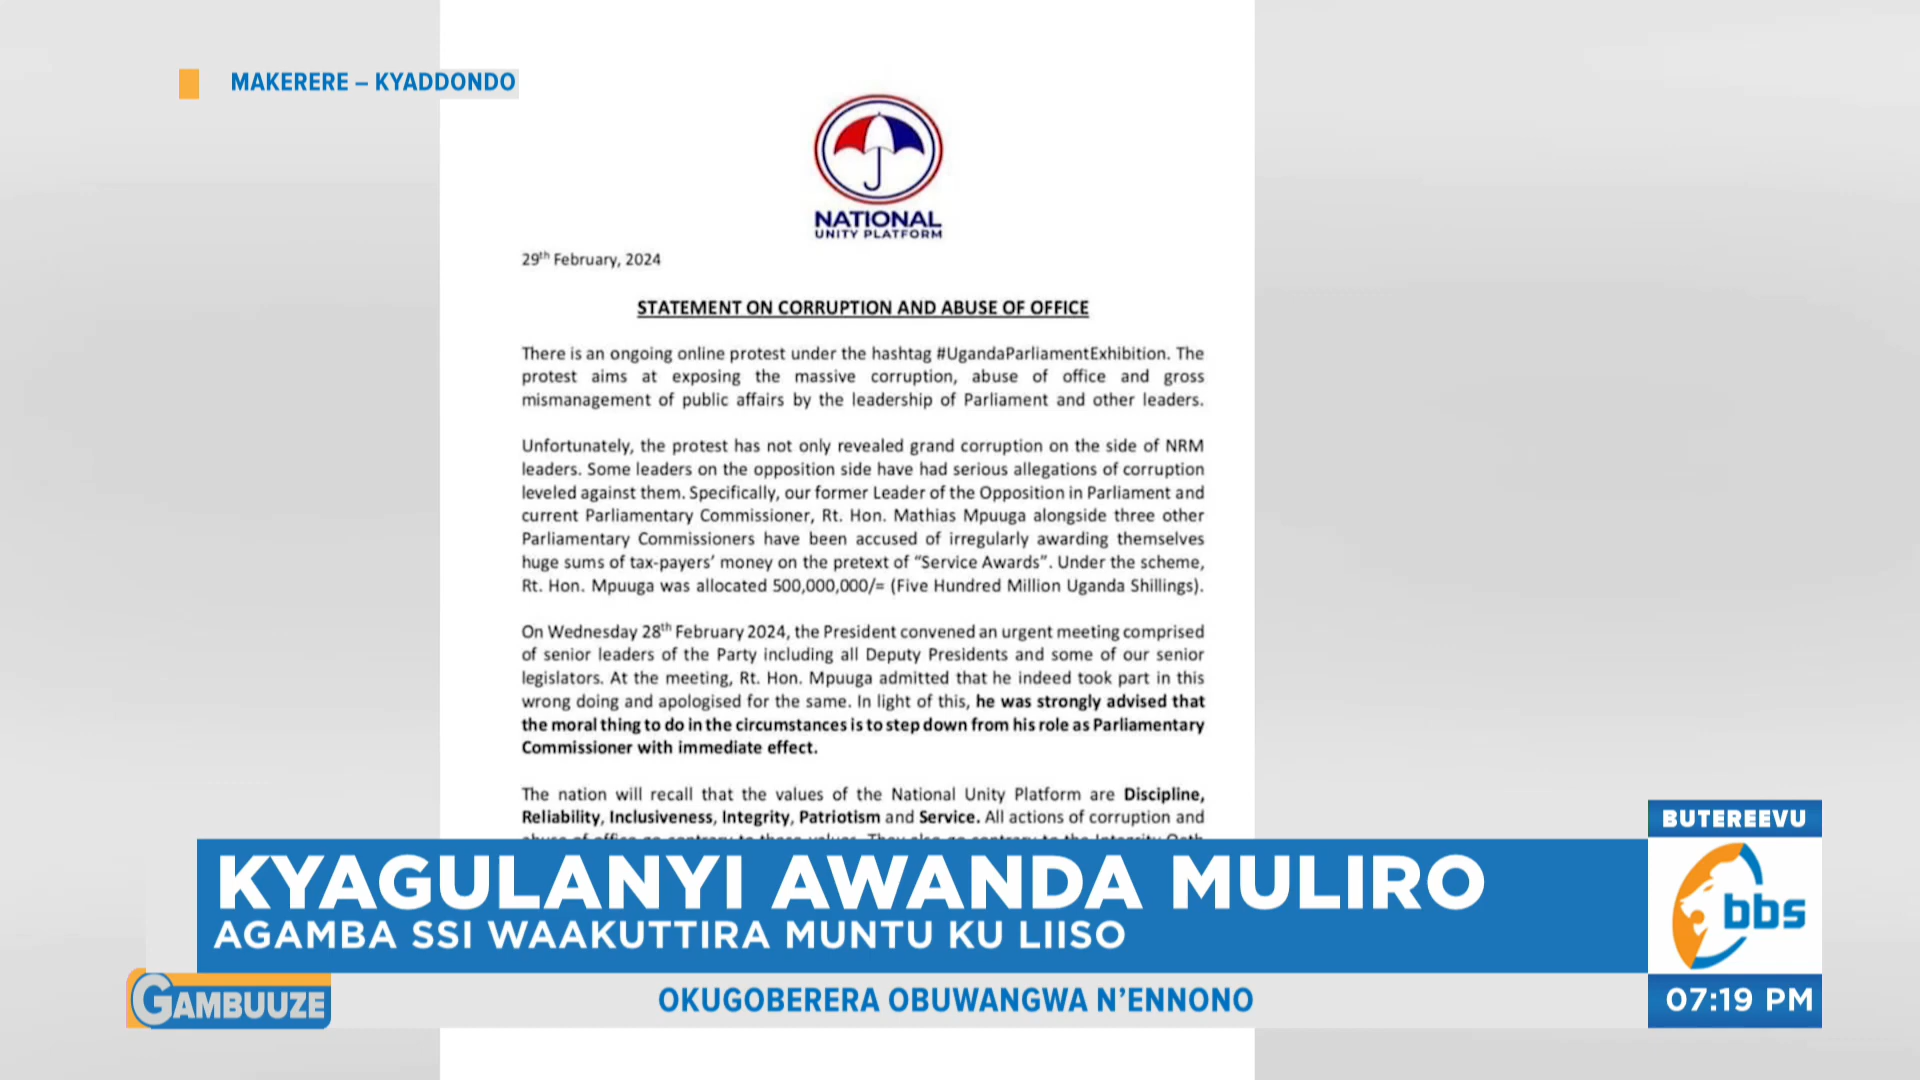 MAKERERE – KYADDONDO
NATIONAL
UNITY PLATFORM
29th February, 2024
STATEMENT ON CORRUPTION AND ABUSE OF OFFICE
There is an ongoing online protest under the hashtag #UgandaParliamentExhibition. The
protest aims at exposing the massive corruption, abuse of office and gross
mismanagement of public affairs by the leadership of Parliament and other leaders.
Unfortunately, the protest has not only revealed grand corruption on the side of NRM
leaders. Some leaders on the opposition side have had serious allegations of corruption
leveled against them. Specifically, our former Leader of the Opposition in Parliament and
current Parliamentary Commissioner, Rt. Hon. Mathias Mpuuga alongside three other
Parliamentary Commissioners have been accused of irregularly awarding themselves
huge sums of tax-payers’ money on the pretext of “Service Awards”. Under the scheme,
Rt. Hon. Mpuuga was allocated 500,000,000/= (Five Hundred Million Uganda Shillings).
On Wednesday 28th February 2024, the President convened an urgent meeting comprised
of senior leaders of the Party including all Deputy Presidents and some of our senior
legislators. At the meeting, Rt. Hon. Mpuuga admitted that he indeed took part in this
wrong doing and apologised for the same. In light of this, he was strongly advised that
the moral thing to do in the circumstances is to step down from his role as Parliamentary
Commissioner with immediate effect.
The nation will recall that the values of the National Unity Platform are Discipline,
Reliability, Inclusiveness, Integrity, Patriotism and Service. All actions of corruption and
KYAGULANYI AWANDA MULIRO
AGAMBA SSI WAAKUTTIRA MUNTU KU LIISO
BUTEREEVU
bbs
GAMBUUZE
OKUGOBERERA OBUWANGWA N’ENNONO
07:19 PM